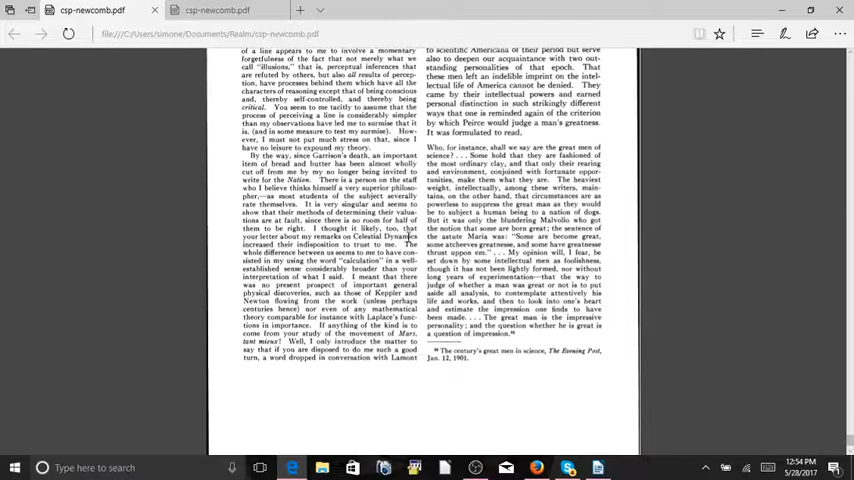 csp-newcomb.pdf
csp-newcomb.pdf
file:///C:/Users/simone/Documents/Realm/csp-newcomb.pdf
of a line appears to me to involve a momentary
forgetfulness of the fact that not merely what we
call "illusions," that is, perceptual inferences that
are refuted by others, but also all results of percep-
tion, have processes behind them which have all the
characters of reasoning except that of being conscious
and, thereby self-controlled, and thereby being
critical. You seem to me tacitly to assume that the
process of perceiving a line is considerably simpler
than my observations have led me to surmise that it
is, (and in some measure to test my surmise). How-
ever, I must not put much stress on that, since I
have no leisure to expound my theory.
By the way, since Garrison's death, an important
item of bread and butter has been almost wholly
cut off from me by my no longer being invited to
write for the Nation. There is a person on the staff
who I believe thinks himself a very superior philoso-
pher,—as most students of the subject severally
rate themselves. It is very singular and seems to
show that their methods of determining their valua-
tions are at fault, since there is no room for half of
them to be right. I thought it likely, too, that
your letter about my remarks on Celestial Dynamics
increased their indisposition to trust to me. The
whole difference between us seems to me to have con-
sisted in my using the word "calculation" in a well-
established sense considerably broader than your
interpretation of what I said. I meant that there
was no present prospect of important general
physical discoveries, such as those of Keppler and
Newton flowing from the work (unless perhaps
centuries hence) nor even of any mathematical
theory comparable for instance with Laplace's func-
tions in importance. If anything of the kind is to
come from your study of the movement of Mars,
tant mieux! Well, I only introduce the matter to
say that if you are disposed to do me such a good
turn, a word dropped in conversation with Lamont
to scientific Americana of their period but serve
also to deepen our acquaintance with two out-
standing personalities of that epoch. That
these men left an indelible imprint on the intel-
lectual life of America cannot be denied. They
came by their intellectual powers and earned
personal distinction in such strikingly different
ways that one is reminded again of the criterion
by which Peirce would judge a man's greatness.
It was formulated to read,
Who, for instance, shall we say are the great men of
science? . . . Some hold that they are fashioned of
the most ordinary clay, and that only their rearing
and environment, conjoined with fortunate oppor-
tunities, make them what they are. The heaviest
weight, intellectually, among these writers, main-
tains, on the other hand, that circumstances are as
powerless to suppress the great man as they would
be to subject a human being to a nation of dogs.
But it was only the blundering Malvolio who got
the notion that some are born great; the sentence of
the astute Maria was: "Some are become great,
some atcheeves greatnesse, and some have greatnesse
thrust uppon em." . . . My opinion will, I fear, be
set down by some intellectual men as foolishness,
though it has not been lightly formed, nor without
long years of experimentation—that the way to
judge of whether a man was great or not is to put
aside all analysis, to contemplate attentively his
life and works, and then to look into one's heart
and estimate the impression one finds to have
been made. . . . The great man is the impressive
personality; and the question whether he is great is
a question of impression.
The century's great men in science, The Evening Post,
Jan. 12, 1901.
Type here to search
12:54 PM
5/28/2017